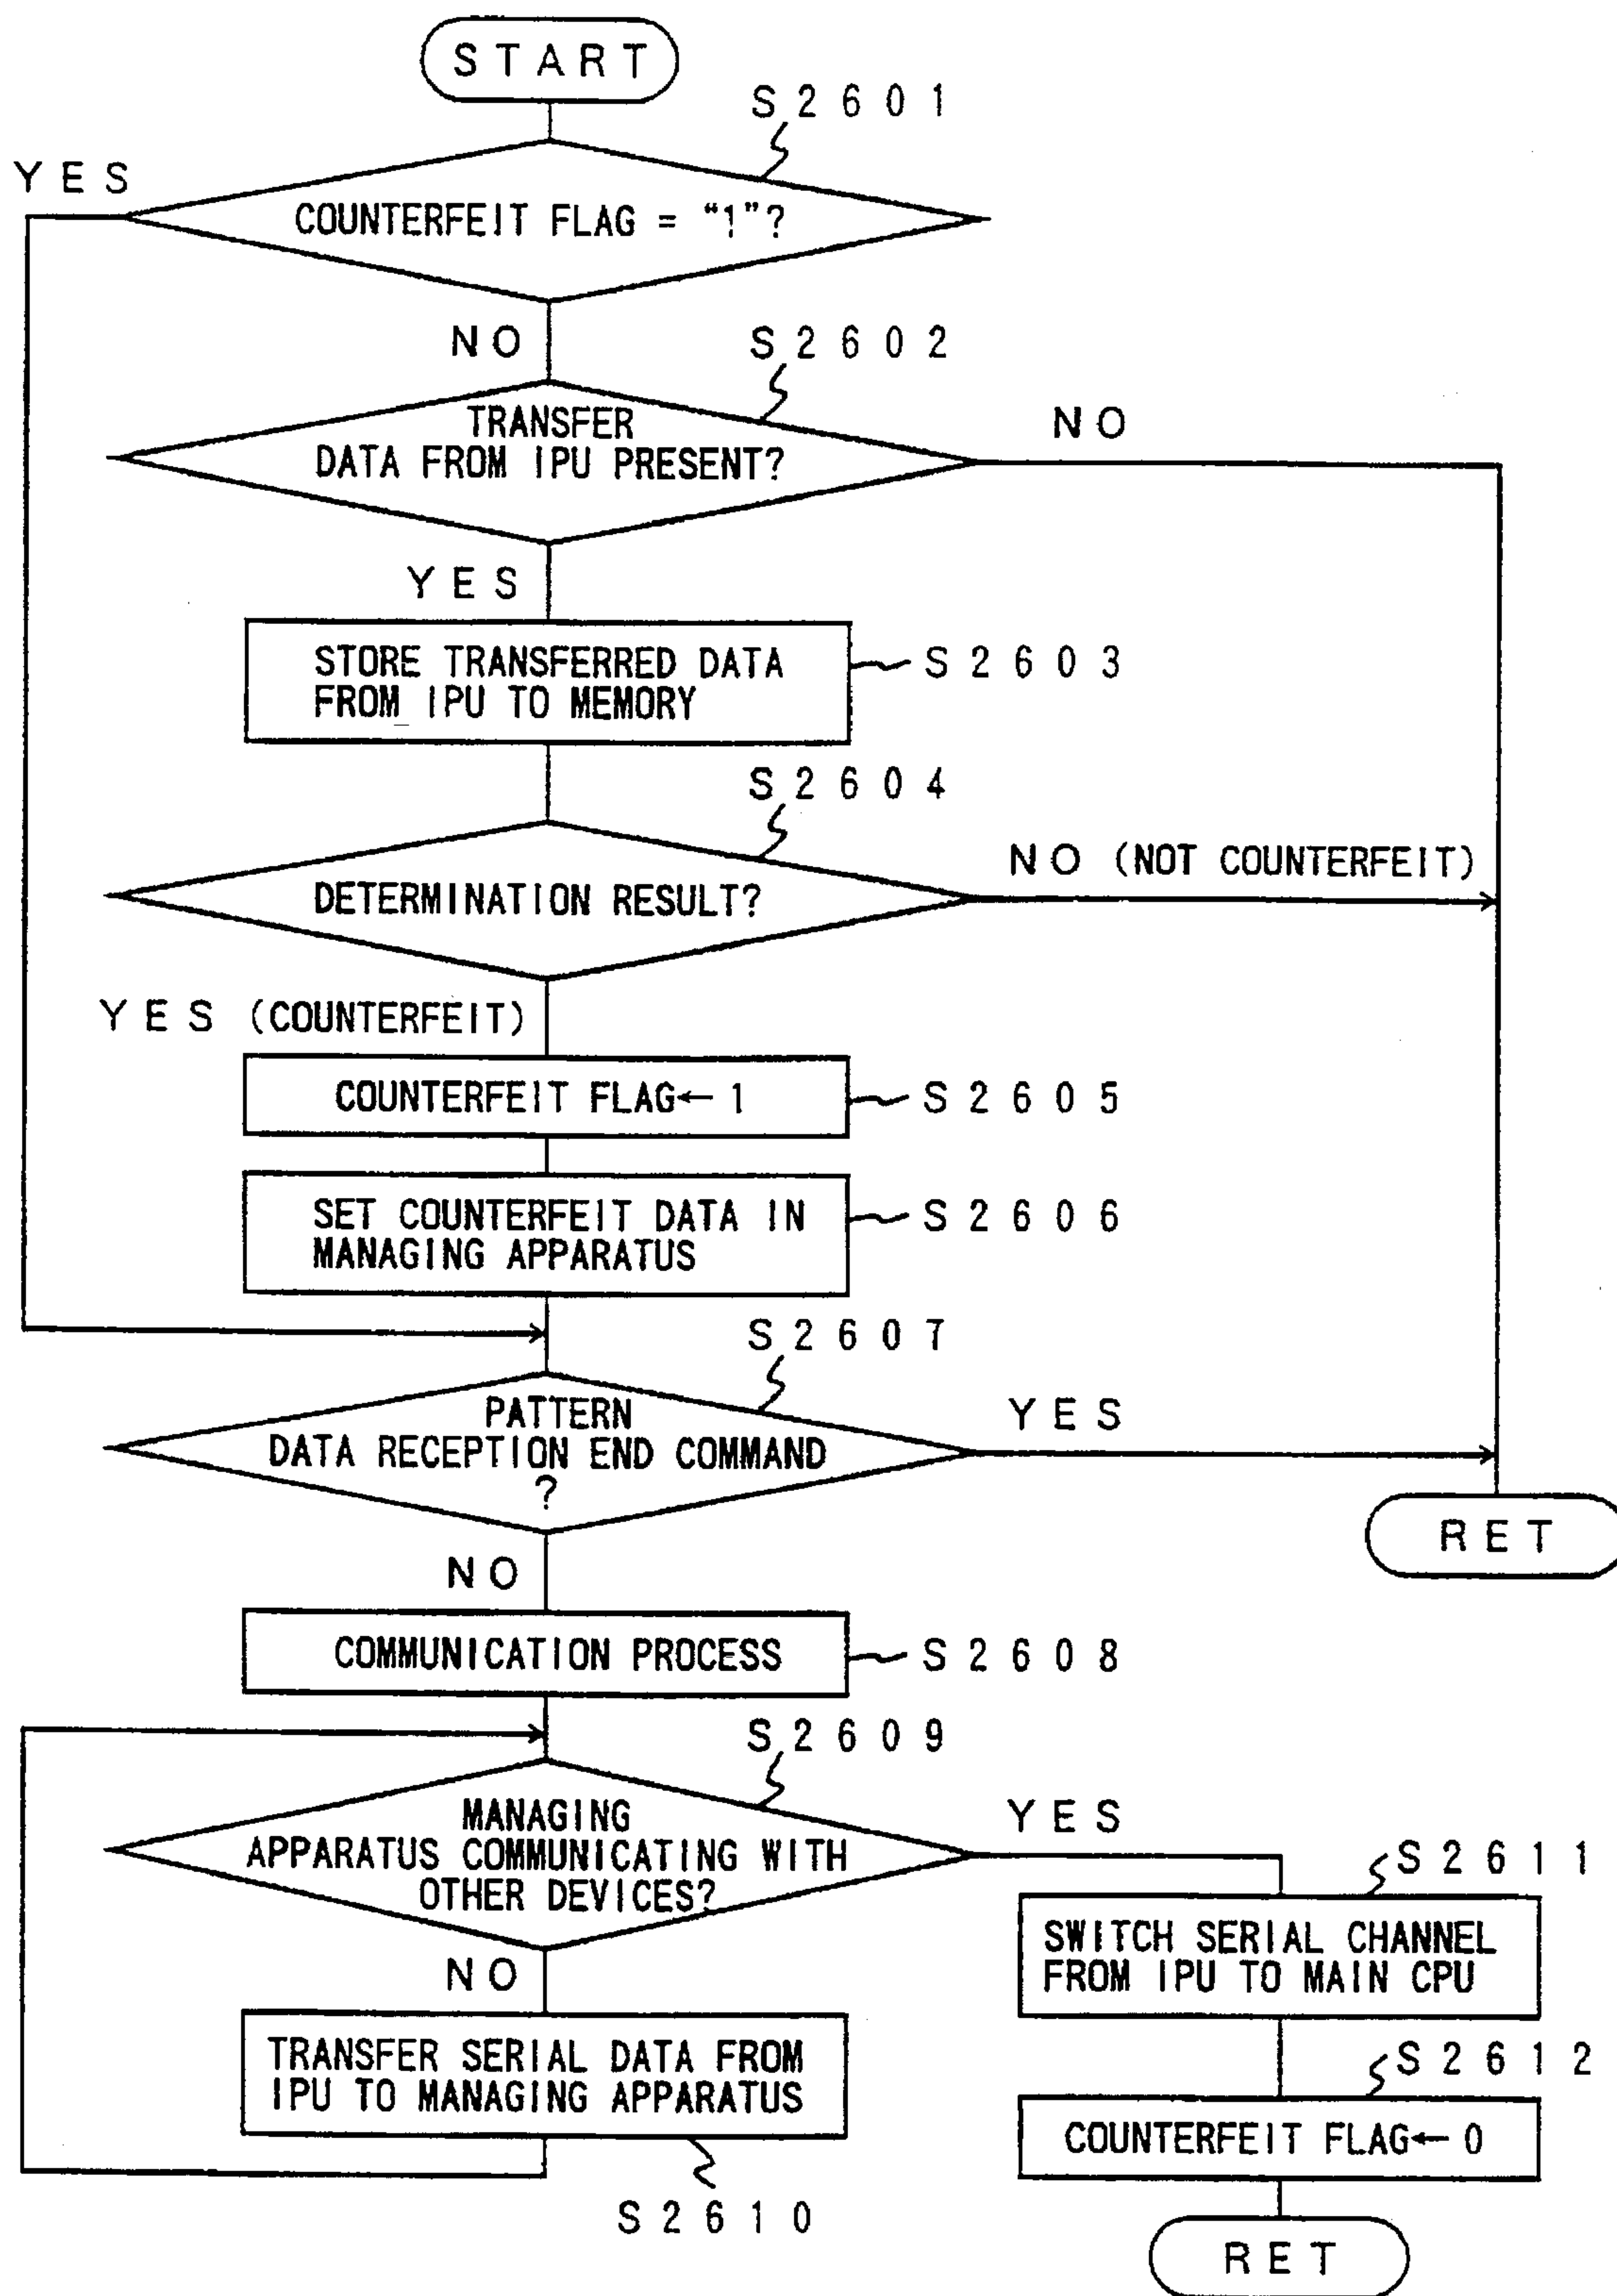 START
S2601
YES
COUNTERFEIT FLAG = “1”?
NO
S2602
TRANSFER
DATA FROM IPU PRESENT?
NO
YES
STORE TRANSFERRED DATA
FROM IPU TO MEMORY
S2603
S2604
DETERMINATION RESULT?
NO (NOT COUNTERFEIT)
YES (COUNTERFEIT)
COUNTERFEIT FLAG← 1
S2605
SET COUNTERFEIT DATA IN
MANAGING APPARATUS
S2606
S2607
PATTERN
DATA RECEPTION END COMMAND
?
YES
RET
NO
COMMUNICATION PROCESS
S2608
S2609
MANAGING
APPARATUS COMMUNICATING WITH
OTHER DEVICES?
YES
S2611
SWITCH SERIAL CHANNEL
FROM IPU TO MAIN CPU
NO
TRANSFER SERIAL DATA FROM
IPU TO MANAGING APPARATUS
S2610
S2612
COUNTERFEIT FLAG← 0
RET